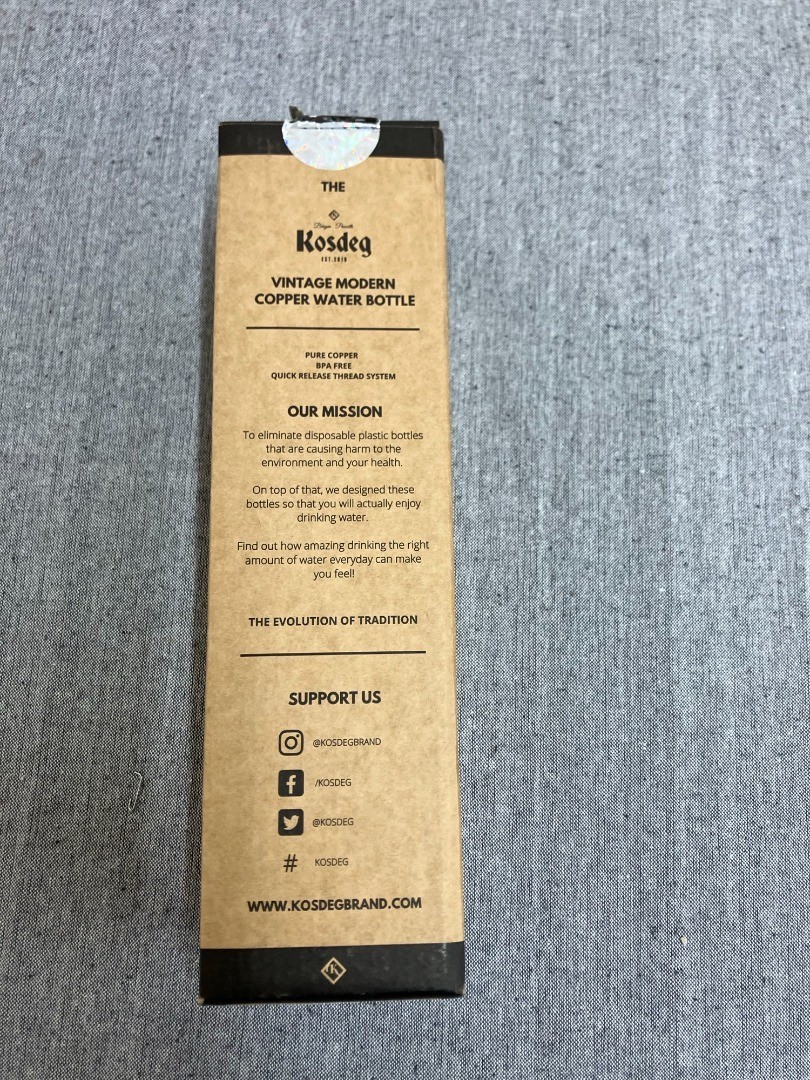 THE
Kosdeg
VINTAGE MODERN
COPPER WATER BOTTLE
PURE COPPER
BPA FREE
QUICK RELEASE THREAD SYSTEM
OUR MISSION
To eliminate disposable plastic bottles
that are causing harm to the
environment and your health.
On top of that, we designed these
bottles so that you will actually enjoy
drinking water.
Find out how amazing drinking the right
amount of water everyday can make
you feel!
THE EVOLUTION OF TRADITION
SUPPORT US
@KOSDEGBRAND
/KOSDEG
@KOSDEG
# KOSDEG
WWW.KOSDEGBRAND.COM